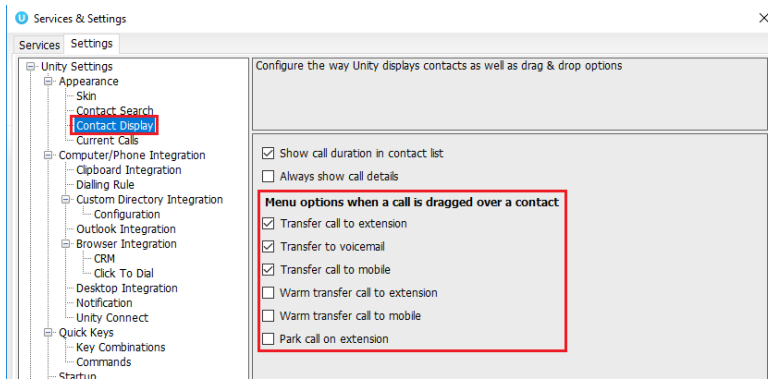 Services & Settings
Services Settings
Unity Settings
Appearance
Skin
Contact Search
Contact Display
Current Calls
Computer/Phone Integration
Clipboard Integration
Dialling Rule
Custom Directory Integration
Configuration
Outlook Integration
Browser Integration
CRM
Click To Dial
Desktop Integration
Notification
Unity Connect
Quick Keys
Key Combinations
Commands
Startup
Configure the way Unity displays contacts as well as drag & drop options
Show call duration in contact list
Always show call details
Menu options when a call is dragged over a contact
Transfer call to extension
Transfer to voicemail
Transfer call to mobile
Warm transfer call to extension
Warm transfer call to mobile
Park call on extension